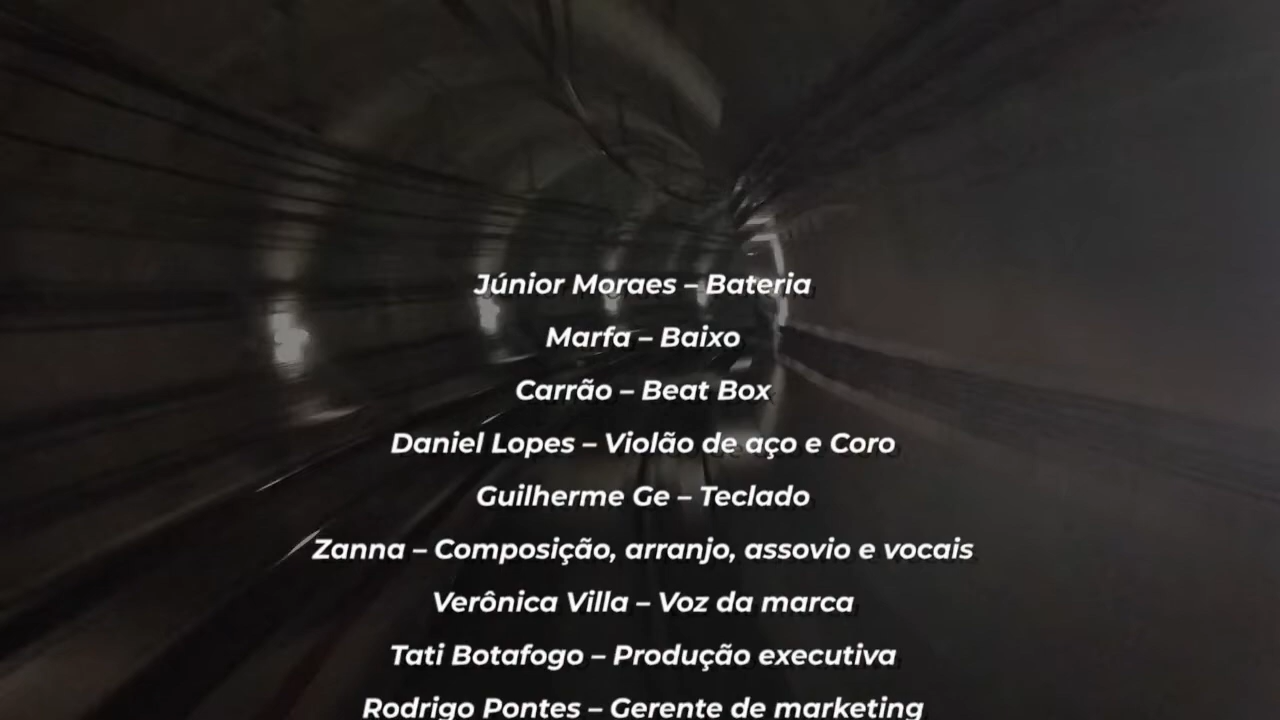 Júnior Moraes – Bateria
Marfa – Baixo
Carrão – Beat Box
Daniel Lopes – Violão de aço e Coro
Guilherme Ge – Teclado
Zanna – Composição, arranjo, assovio e vocais
Verônica Villa – Voz da marca
Tati Botafogo – Produção executiva
Rodrigo Pontes – Gerente de marketing